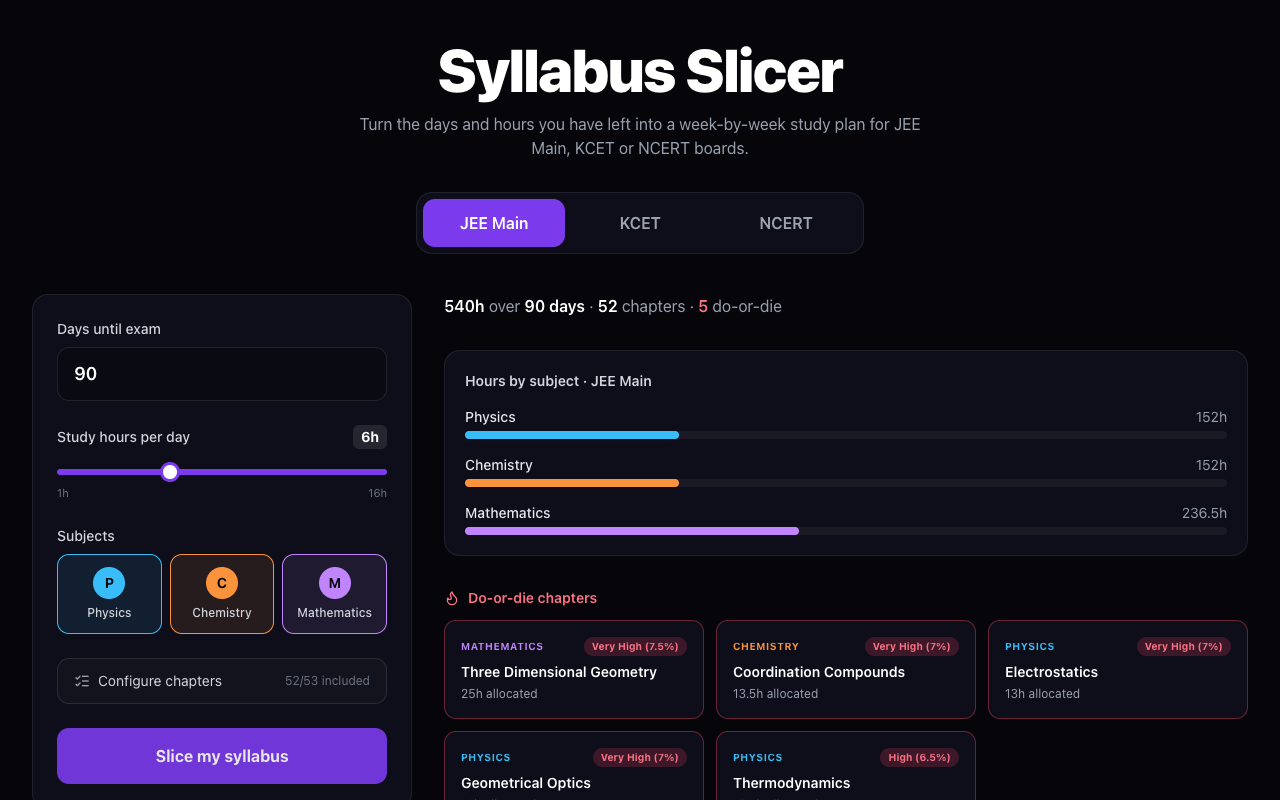 Syllabus Slicer
Turn the days and hours you have left into a week-by-week study plan for JEE
Main, KCET or NCERT boards.
JEE Main
KCET
NCERT
Days until exam
90
Study hours per day
6h
1h
16h
Subjects
P
Physics
C
Chemistry
M
Mathematics
Configure chapters
52/53 included
Slice my syllabus
540h over 90 days · 52 chapters · 5 do-or-die
Hours by subject · JEE Main
Physics
152h
Chemistry
152h
Mathematics
236.5h
Do-or-die chapters
MATHEMATICS
Very High (7.5%)
Three Dimensional Geometry
25h allocated
CHEMISTRY
Very High (7%)
Coordination Compounds
13.5h allocated
PHYSICS
Very High (7%)
Electrostatics
13h allocated
PHYSICS
Very High (7%)
Geometrical Optics
PHYSICS
High (6.5%)
Thermodynamics